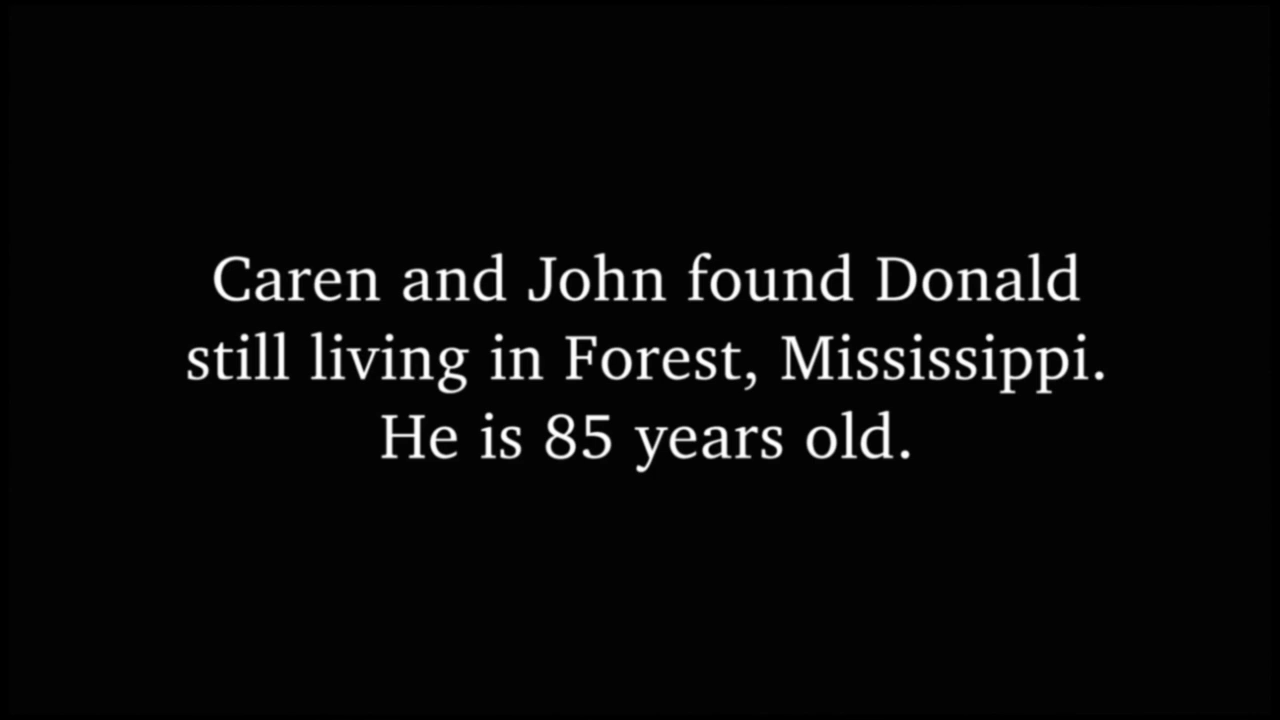 Caren and John found Donald
still living in Forest, Mississippi.
He is 85 years old.